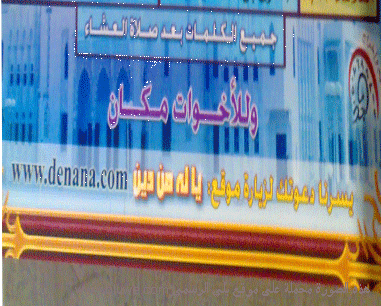 جميع الكلمات بعد صلاة العشاء
وللأخوات مكان
يسرنا دعوتك لزيارة موقع: يا له من دين www.denana.com